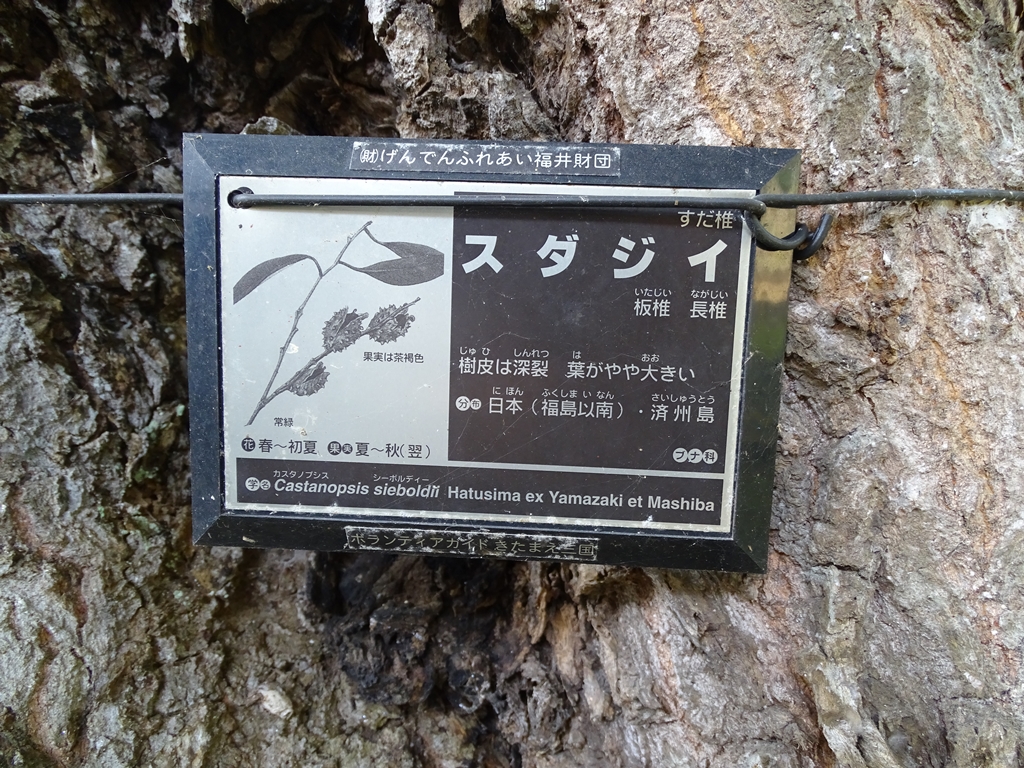 ㈶げんでんふれあい福井財団
すだ椎
スダジイ
いたじい ながじい
板椎 長椎
じゅひ しんれつ は おお
樹皮は深裂 葉がやや大きい
にほん ふくしまいなん さいしゅうとう
分布 日本(福島以南)・済州島
ブナ科
果実は茶褐色
常緑
花 春~初夏 果実 夏~秋(翌)
カスタノプシス シーボルディー
学名 Castanopsis sieboldii Hatusima ex Yamazaki et Mashiba
ボランティアガイドきたまえ三国